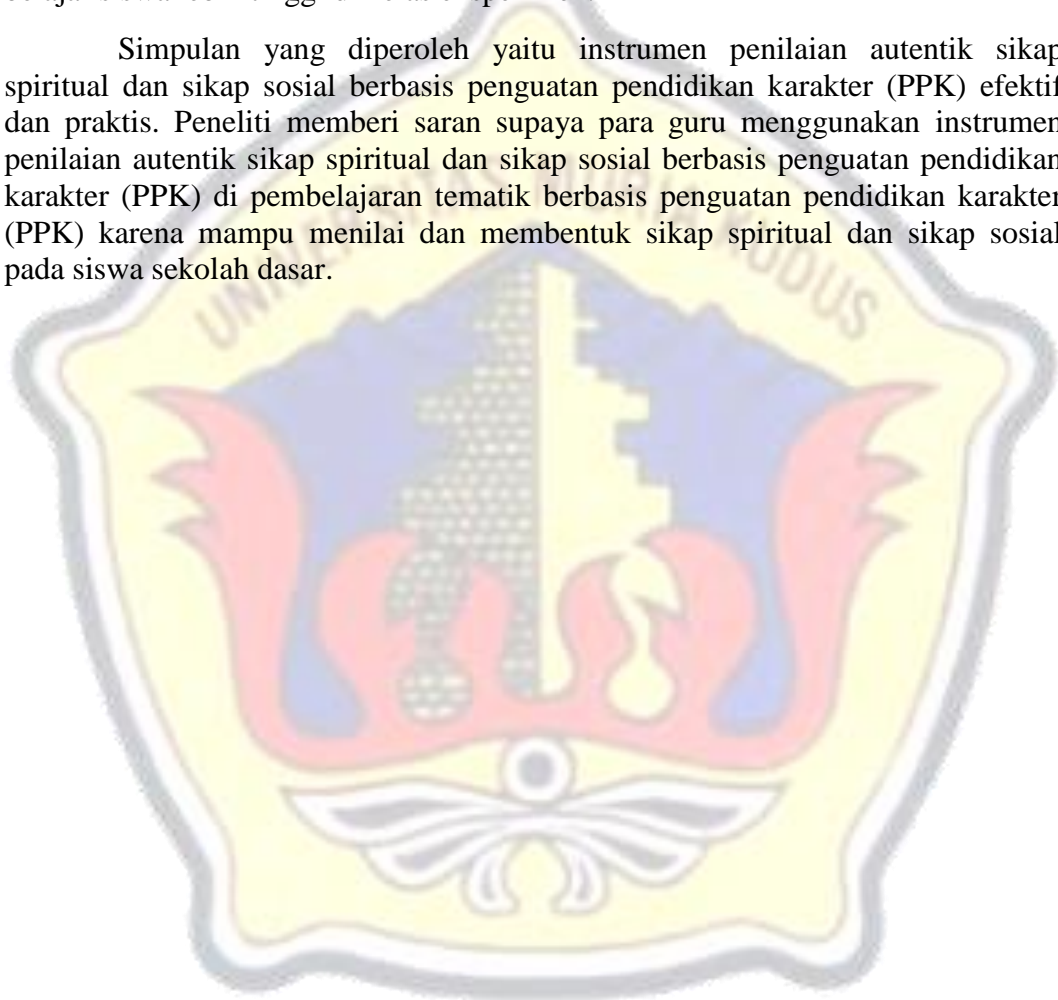 Simpulan yang diperoleh yaitu instrumen penilaian autentik sikap
spiritual dan sikap sosial berbasis penguatan pendidikan karakter (PPK) efektif
dan praktis. Peneliti memberi saran supaya para guru menggunakan instrumen
penilaian autentik sikap spiritual dan sikap sosial berbasis penguatan pendidikan
karakter (PPK) di pembelajaran tematik berbasis penguatan pendidikan karakter
(PPK) karena mampu menilai dan membentuk sikap spiritual dan sikap sosial
pada siswa sekolah dasar.
UNIVERSITAS MURIA KUDUS